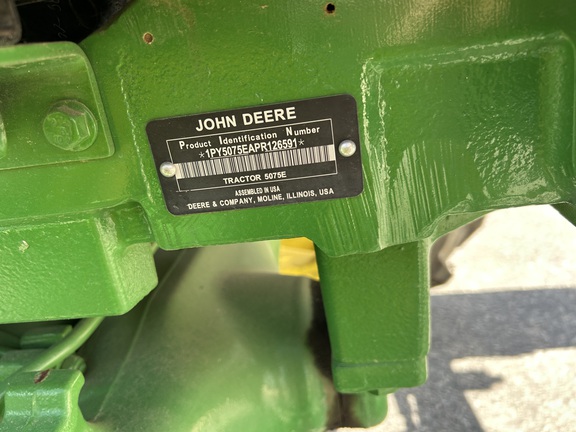 JOHN DEERE
Product Identification Number
*1PY5075EAPR126591*
TRACTOR 5075E
ASSEMBLED IN USA
DEERE & COMPANY, MOLINE, ILLINOIS, USA